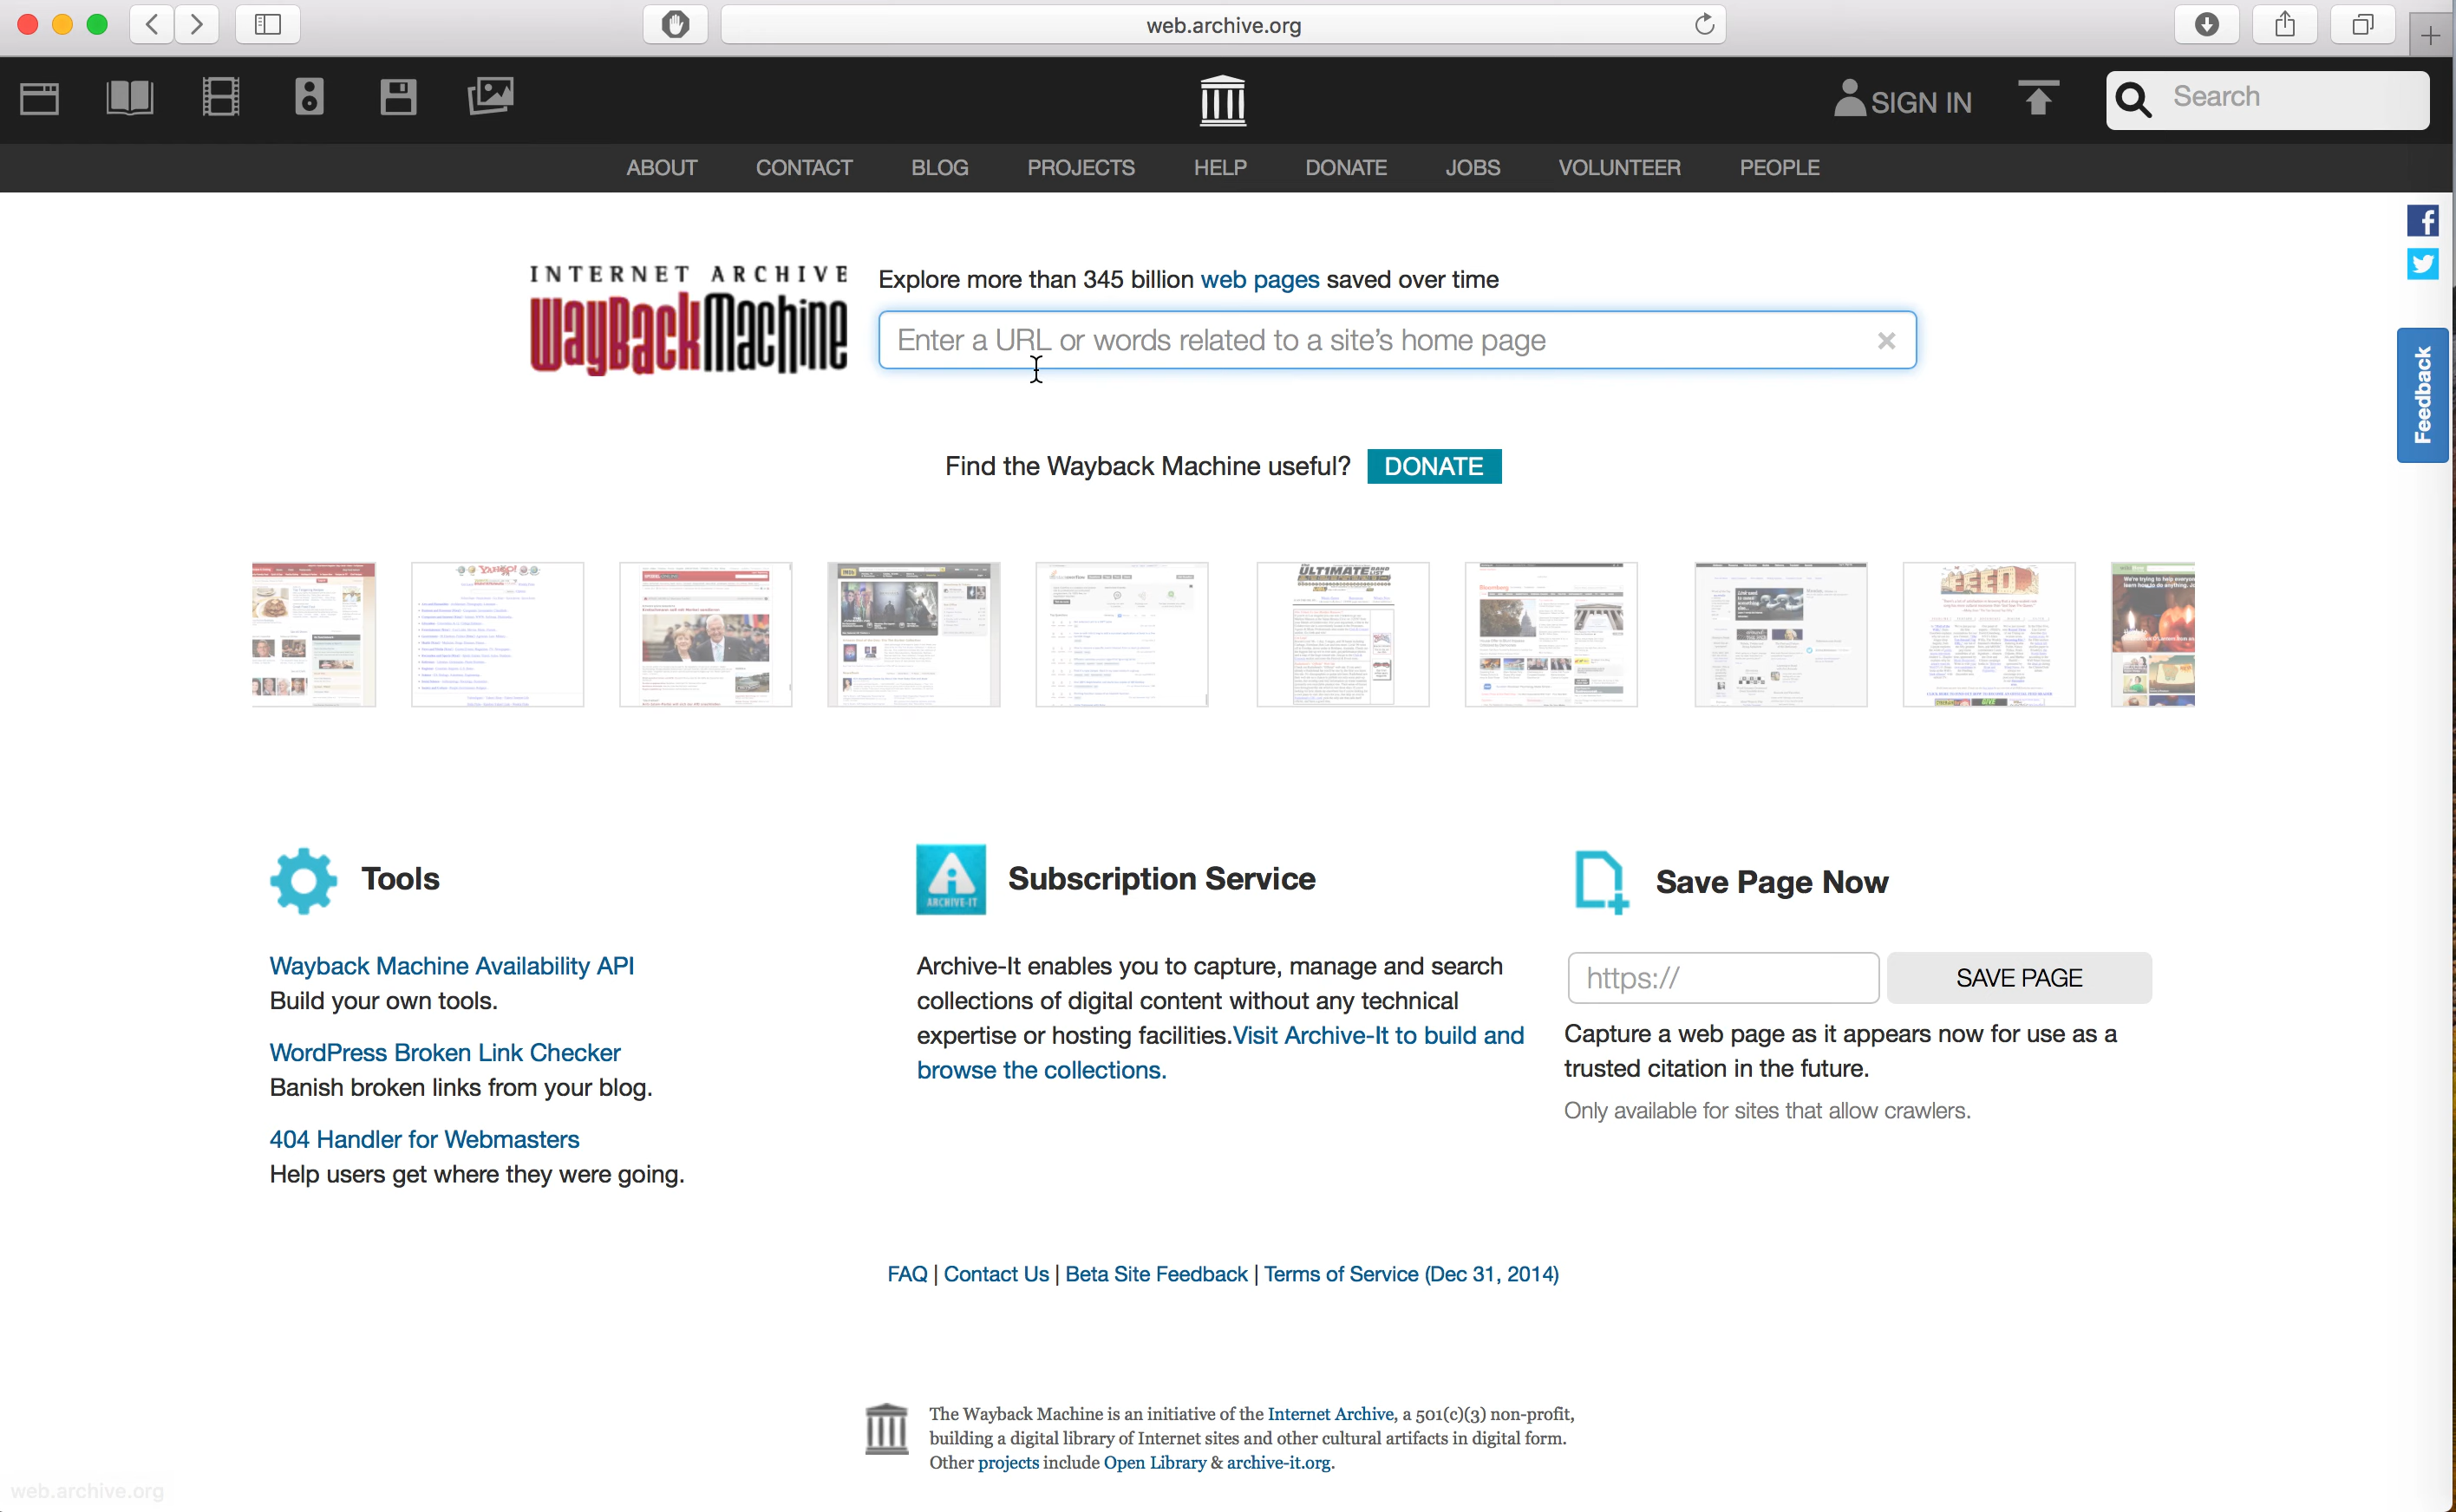 web.archive.org
SIGN IN
Search
ABOUT CONTACT BLOG PROJECTS HELP DONATE JOBS VOLUNTEER PEOPLE
INTERNET ARCHIVE
WayBackMachine
Explore more than 345 billion web pages saved over time
Enter a URL or words related to a site's home page
Feedback
Find the Wayback Machine useful? DONATE
YAHOO!
ULTIMATE
FEED
Tools
Wayback Machine Availability API
Build your own tools.
WordPress Broken Link Checker
Banish broken links from your blog.
404 Handler for Webmasters
Help users get where they were going.
ARCHIVE-IT
Subscription Service
Archive-It enables you to capture, manage and search
collections of digital content without any technical
expertise or hosting facilities.Visit Archive-It to build and
browse the collections.
Save Page Now
https:// SAVE PAGE
Capture a web page as it appears now for use as a
trusted citation in the future.
Only available for sites that allow crawlers.
FAQ | Contact Us | Beta Site Feedback | Terms of Service (Dec 31, 2014)
The Wayback Machine is an initiative of the Internet Archive, a 501(c)(3) non-profit,
building a digital library of Internet sites and other cultural artifacts in digital form.
Other projects include Open Library & archive-it.org.
web.archive.org